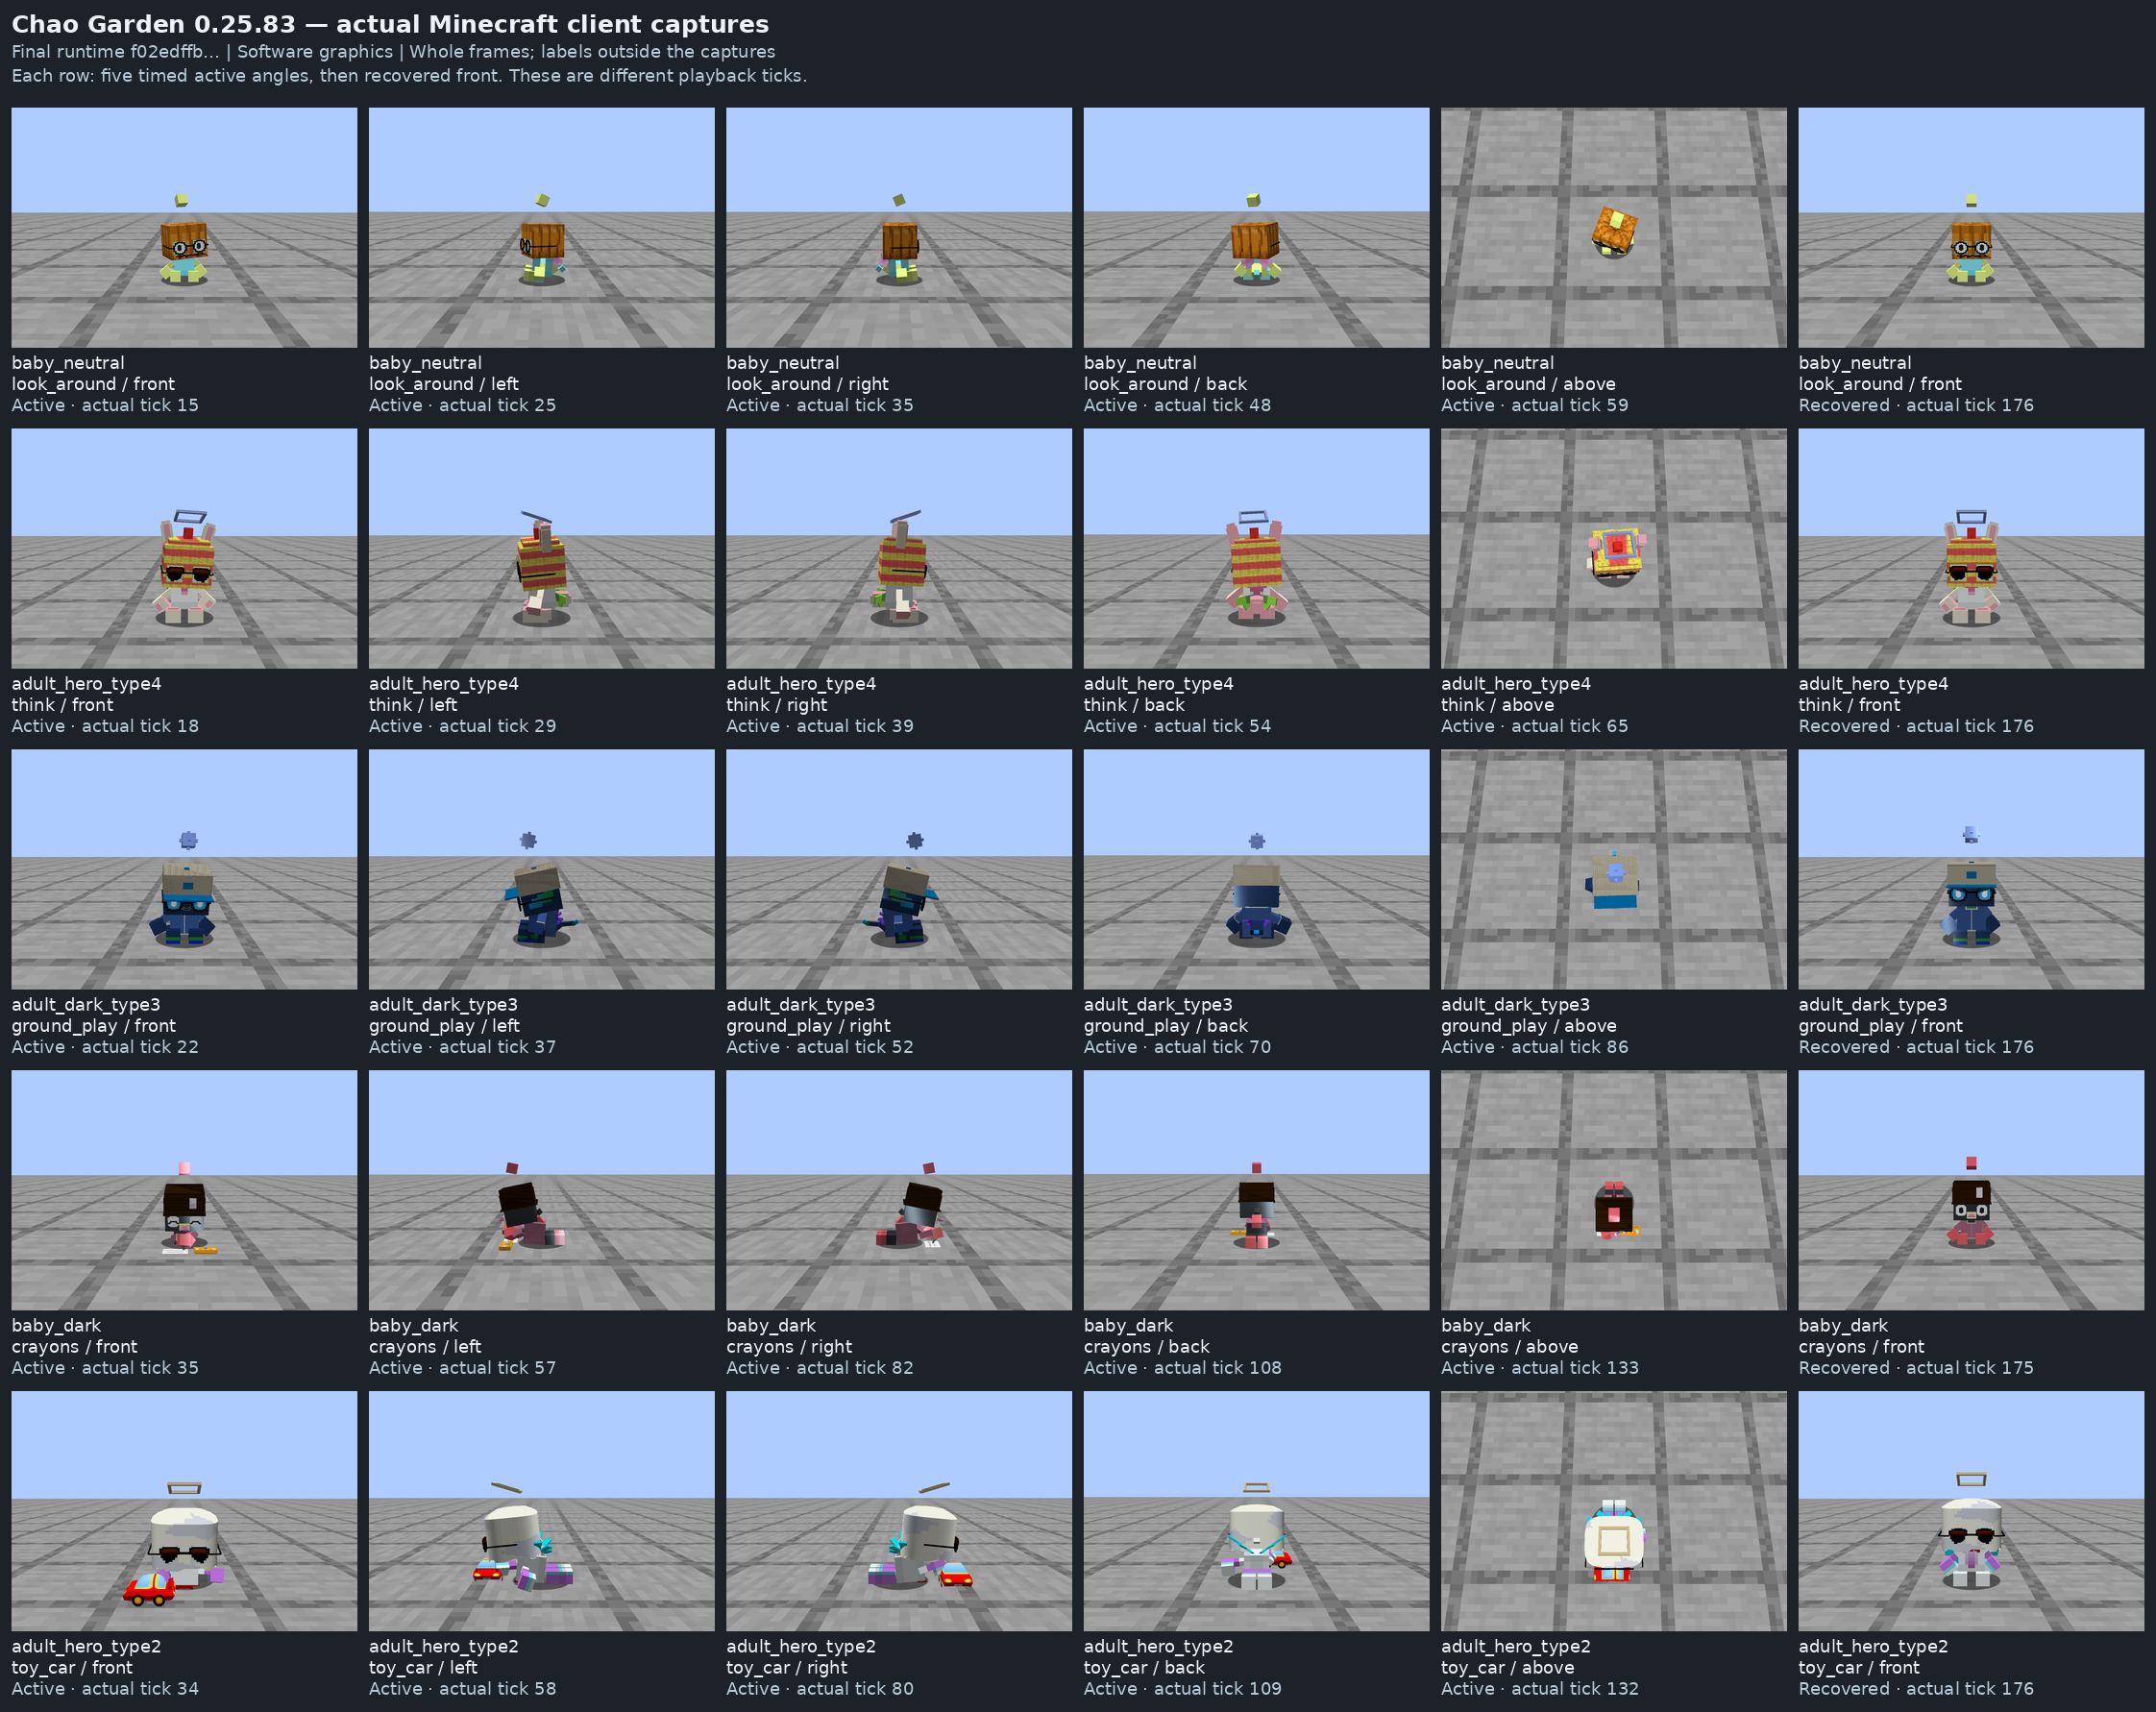 Chao Garden 0.25.83 — actual Minecraft client captures
Final runtime f02edffb... | Software graphics | Whole frames; labels outside the captures
Each row: five timed active angles, then recovered front. These are different playback ticks.
baby_neutral
look_around / front
Active · actual tick 15
baby_neutral
look_around / left
Active · actual tick 25
baby_neutral
look_around / right
Active · actual tick 35
baby_neutral
look_around / back
Active · actual tick 48
baby_neutral
look_around / above
Active · actual tick 59
baby_neutral
look_around / front
Recovered · actual tick 176
adult_hero_type4
think / front
Active · actual tick 18
adult_hero_type4
think / left
Active · actual tick 29
adult_hero_type4
think / right
Active · actual tick 39
adult_hero_type4
think / back
Active · actual tick 54
adult_hero_type4
think / above
Active · actual tick 65
adult_hero_type4
think / front
Recovered · actual tick 176
adult_dark_type3
ground_play / front
Active · actual tick 22
adult_dark_type3
ground_play / left
Active · actual tick 37
adult_dark_type3
ground_play / right
Active · actual tick 52
adult_dark_type3
ground_play / back
Active · actual tick 70
adult_dark_type3
ground_play / above
Active · actual tick 86
adult_dark_type3
ground_play / front
Recovered · actual tick 176
baby_dark
crayons / front
Active · actual tick 35
baby_dark
crayons / left
Active · actual tick 57
baby_dark
crayons / right
Active · actual tick 82
baby_dark
crayons / back
Active · actual tick 108
baby_dark
crayons / above
Active · actual tick 133
baby_dark
crayons / front
Recovered · actual tick 175
adult_hero_type2
toy_car / front
Active · actual tick 34
adult_hero_type2
toy_car / left
Active · actual tick 58
adult_hero_type2
toy_car / right
Active · actual tick 80
adult_hero_type2
toy_car / back
Active · actual tick 109
adult_hero_type2
toy_car / above
Active · actual tick 132
adult_hero_type2
toy_car / front
Recovered · actual tick 176